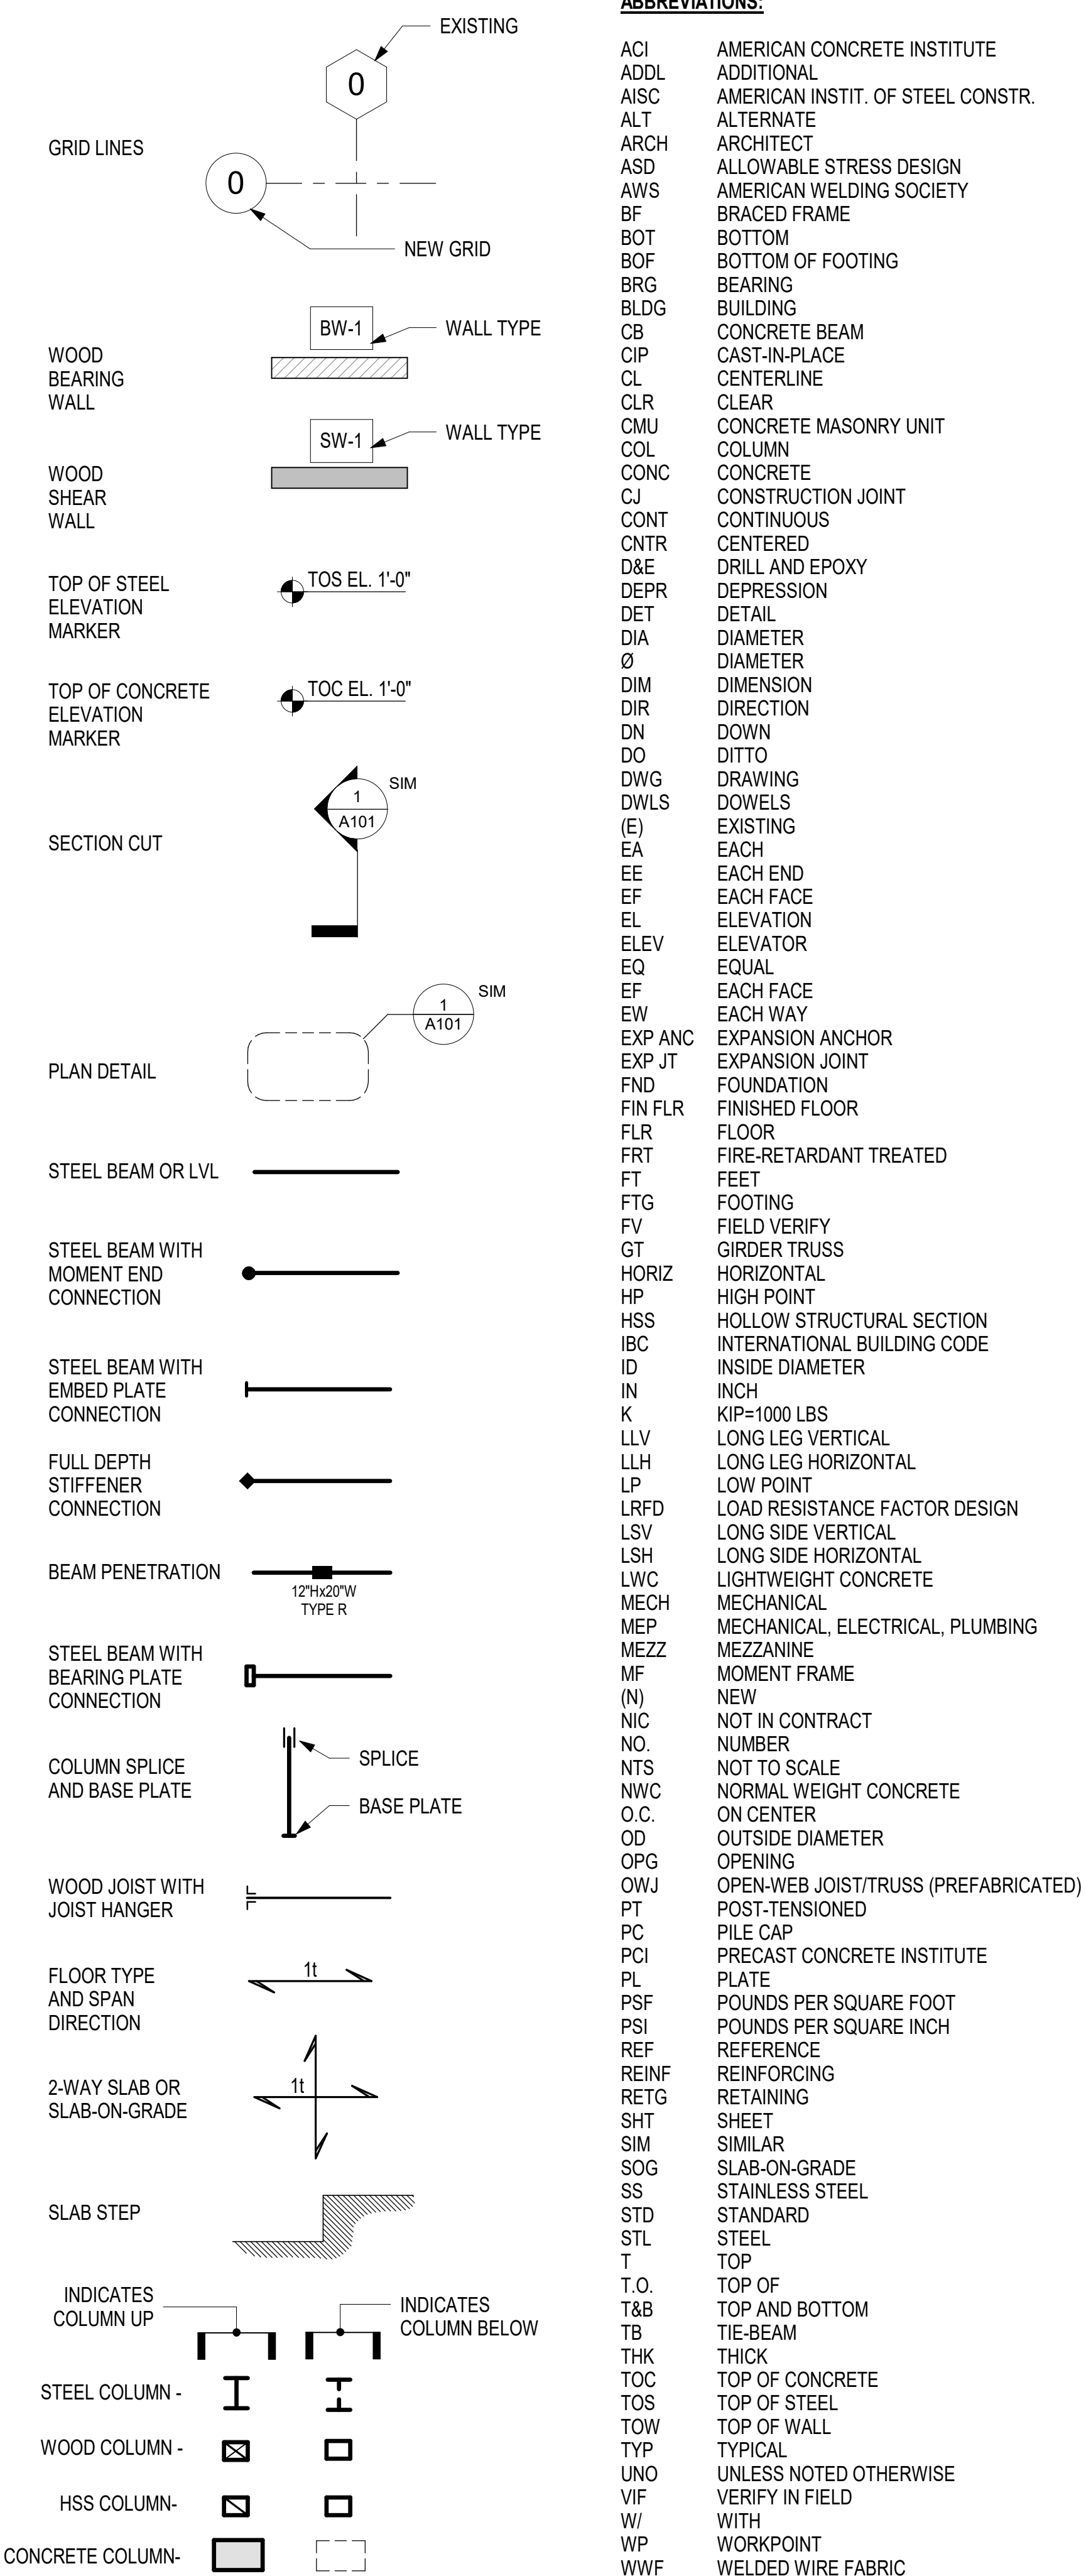 EXISTING
0
GRID LINES
0
NEW GRID
BW-1
WALL TYPE
WOOD
BEARING
WALL
SW-1
WALL TYPE
WOOD
SHEAR
WALL
TOP OF STEEL
ELEVATION
MARKER
TOS EL. 1'-0"
TOP OF CONCRETE
ELEVATION
MARKER
TOC EL. 1'-0"
SIM
1
A101
SECTION CUT
SIM
1
A101
PLAN DETAIL
STEEL BEAM OR LVL
STEEL BEAM WITH
MOMENT END
CONNECTION
STEEL BEAM WITH
EMBED PLATE
CONNECTION
FULL DEPTH
STIFFENER
CONNECTION
BEAM PENETRATION
12"Hx20"W
TYPE R
STEEL BEAM WITH
BEARING PLATE
CONNECTION
COLUMN SPLICE
AND BASE PLATE
SPLICE
BASE PLATE
WOOD JOIST WITH
JOIST HANGER
FLOOR TYPE
AND SPAN
DIRECTION
1t
2-WAY SLAB OR
SLAB-ON-GRADE
1t
SLAB STEP
INDICATES
COLUMN UP
INDICATES
COLUMN BELOW
STEEL COLUMN -
WOOD COLUMN -
HSS COLUMN-
CONCRETE COLUMN-
ABBREVIATIONS:
ACI AMERICAN CONCRETE INSTITUTE
ADDL ADDITIONAL
AISC AMERICAN INSTIT. OF STEEL CONSTR.
ALT ALTERNATE
ARCH ARCHITECT
ASD ALLOWABLE STRESS DESIGN
AWS AMERICAN WELDING SOCIETY
BF BRACED FRAME
BOT BOTTOM
BOF BOTTOM OF FOOTING
BRG BEARING
BLDG BUILDING
CB CONCRETE BEAM
CIP CAST-IN-PLACE
CL CENTERLINE
CLR CLEAR
CMU CONCRETE MASONRY UNIT
COL COLUMN
CONC CONCRETE
CJ CONSTRUCTION JOINT
CONT CONTINUOUS
CNTR CENTERED
D&E DRILL AND EPOXY
DEPR DEPRESSION
DET DETAIL
DIA DIAMETER
Ø DIAMETER
DIM DIMENSION
DIR DIRECTION
DN DOWN
DO DITTO
DWG DRAWING
DWLS DOWELS
(E) EXISTING
EA EACH
EE EACH END
EF EACH FACE
EL ELEVATION
ELEV ELEVATOR
EQ EQUAL
EF EACH FACE
EW EACH WAY
EXP ANC EXPANSION ANCHOR
EXP JT EXPANSION JOINT
FND FOUNDATION
FIN FLR FINISHED FLOOR
FLR FLOOR
FRT FIRE-RETARDANT TREATED
FT FEET
FTG FOOTING
FV FIELD VERIFY
GT GIRDER TRUSS
HORIZ HORIZONTAL
HP HIGH POINT
HSS HOLLOW STRUCTURAL SECTION
IBC INTERNATIONAL BUILDING CODE
ID INSIDE DIAMETER
IN INCH
K KIP=1000 LBS
LLV LONG LEG VERTICAL
LLH LONG LEG HORIZONTAL
LP LOW POINT
LRFD LOAD RESISTANCE FACTOR DESIGN
LSV LONG SIDE VERTICAL
LSH LONG SIDE HORIZONTAL
LWC LIGHTWEIGHT CONCRETE
MECH MECHANICAL
MEP MECHANICAL, ELECTRICAL, PLUMBING
MEZZ MEZZANINE
MF MOMENT FRAME
(N) NEW
NIC NOT IN CONTRACT
NO. NUMBER
NTS NOT TO SCALE
NWC NORMAL WEIGHT CONCRETE
O.C. ON CENTER
OD OUTSIDE DIAMETER
OPG OPENING
OWJ OPEN-WEB JOIST/TRUSS (PREFABRICATED)
PT POST-TENSIONED
PC PILE CAP
PCI PRECAST CONCRETE INSTITUTE
PL PLATE
PSF POUNDS PER SQUARE FOOT
PSI POUNDS PER SQUARE INCH
REF REFERENCE
REINF REINFORCING
RETG RETAINING
SHT SHEET
SIM SIMILAR
SOG SLAB-ON-GRADE
SS STAINLESS STEEL
STD STANDARD
STL STEEL
T TOP
T.O. TOP OF
T&B TOP AND BOTTOM
TB TIE-BEAM
THK THICK
TOC TOP OF CONCRETE
TOS TOP OF STEEL
TOW TOP OF WALL
TYP TYPICAL
UNO UNLESS NOTED OTHERWISE
VIF VERIFY IN FIELD
W/ WITH
WP WORKPOINT
WWF WELDED WIRE FABRIC